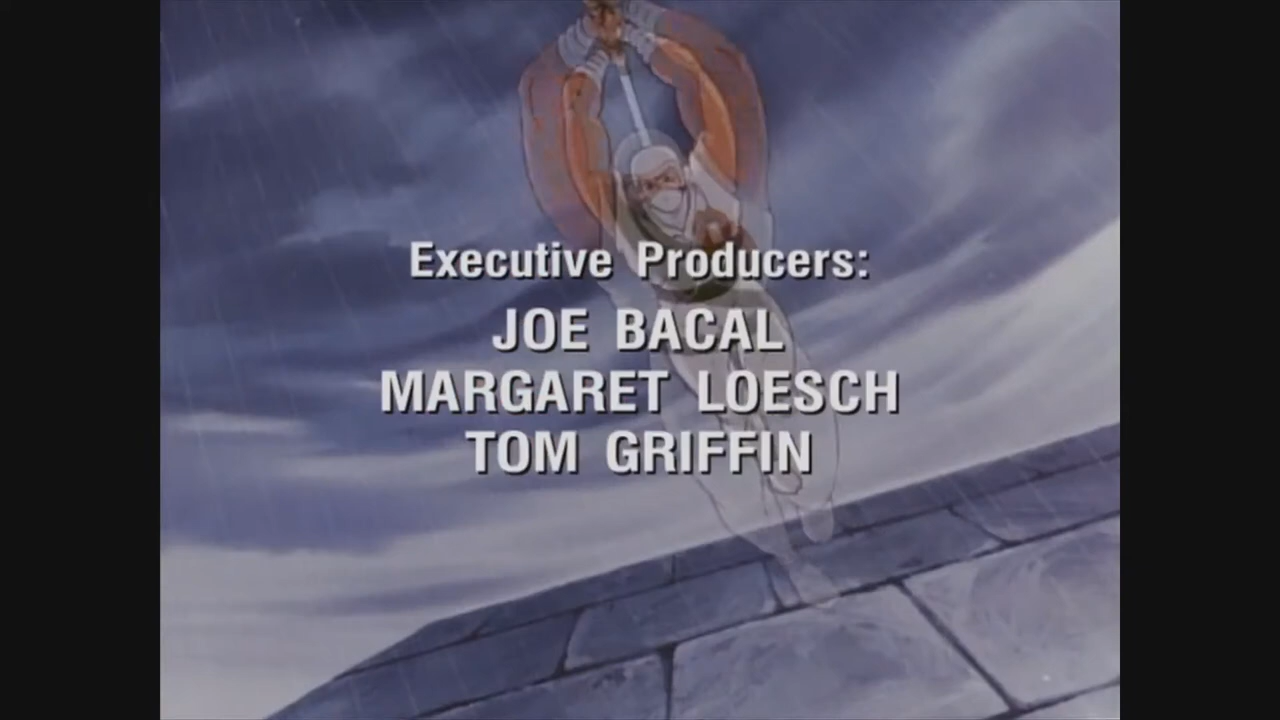 Executive Producers:
JOE BACAL
MARGARET LOESCH
TOM GRIFFIN